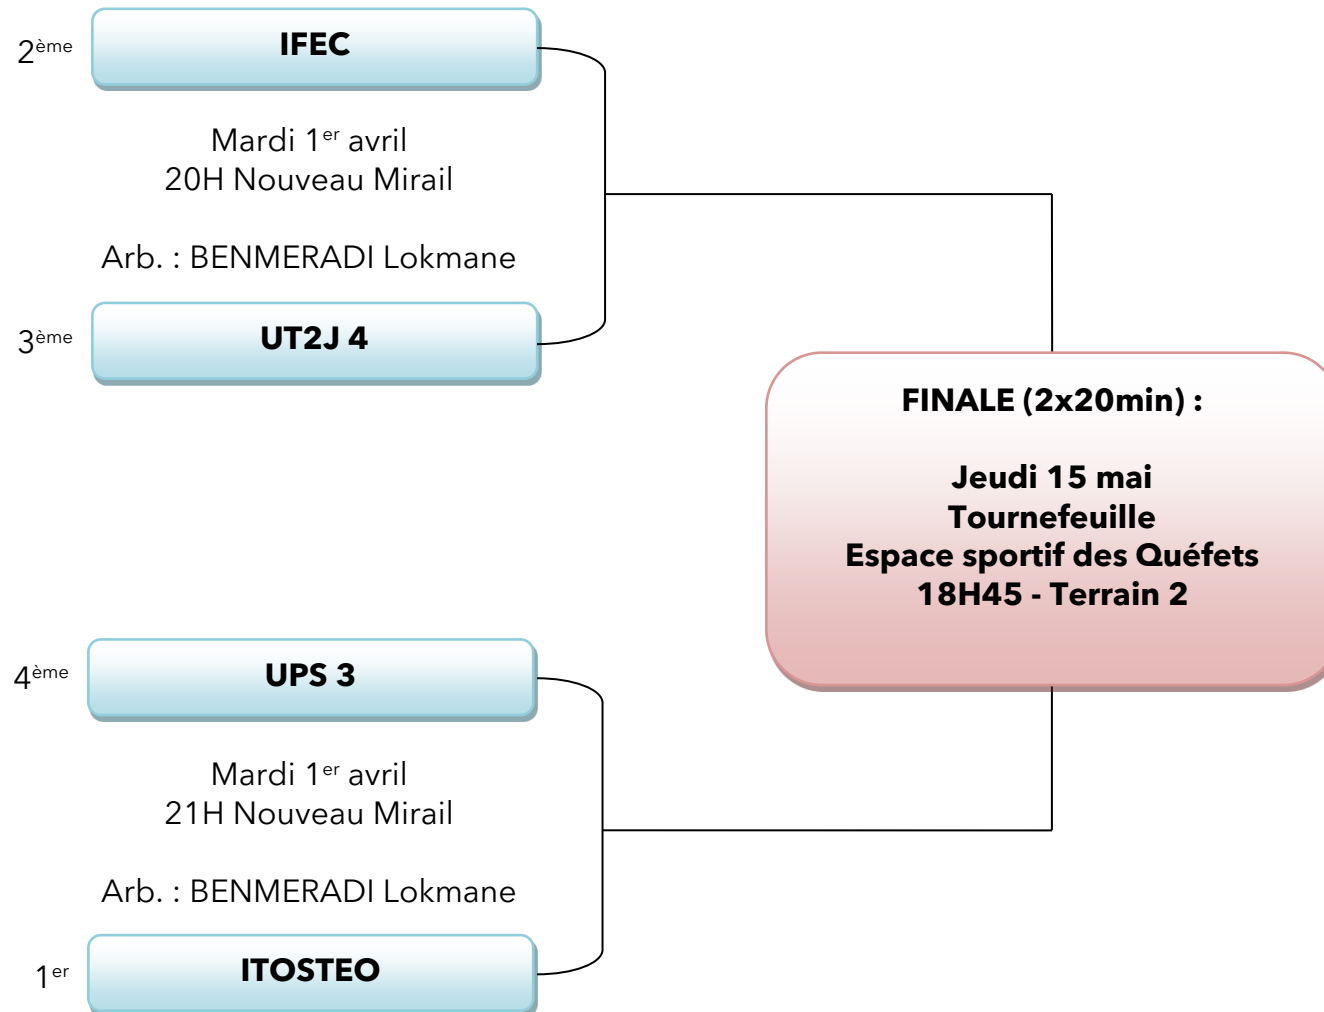 2ème
IFEC
Mardi 1er avril
20H Nouveau Mirail
Arb. : BENMERADI Lokmane
3ème
UT2J 4
FINALE (2x20min) :
Jeudi 15 mai
Tournefeuille
Espace sportif des Quéfets
18H45 - Terrain 2
4ème
UPS 3
Mardi 1er avril
21H Nouveau Mirail
Arb. : BENMERADI Lokmane
1er
ITOSTEO